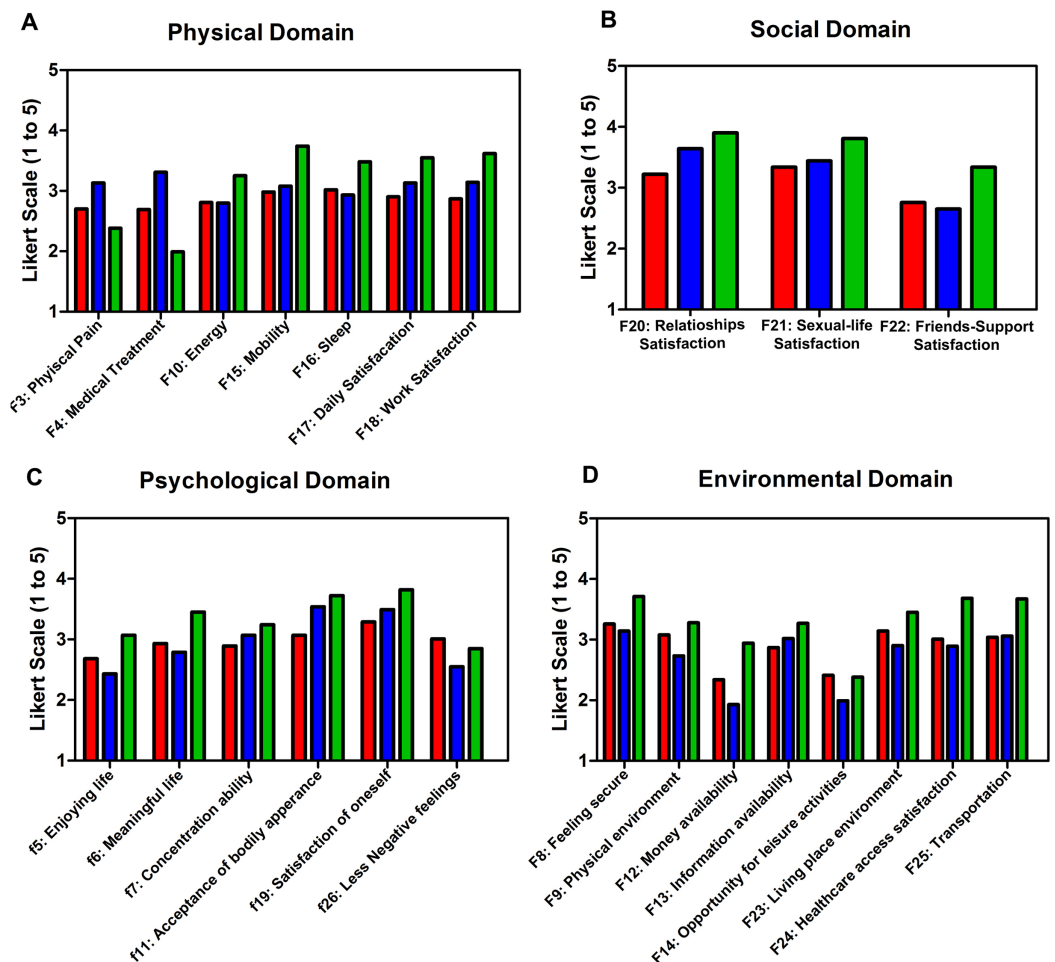 A
Physical Domain
Likert Scale (1 to 5)
5
4
3
2
1
F3: Phyiscal Pain
F4: Medical Treatment
F10: Energy
F15: Mobility
F16: Sleep
F17: Daily Satisfacation
F18: Work Satisfaction
B
Social Domain
Likert Scale (1 to 5)
5
4
3
2
1
F20: Relatioships
Satisfaction
F21: Sexual-life
Satisfaction
F22: Friends-Support
Satisfaction
C
Psychological Domain
Likert Scale (1 to 5)
5
4
3
2
1
f5: Enjoying life
f6: Meaningful life
f7: Concentration ability
f11: Acceptance of bodily apperance
f19: Satisfaction of oneself
f26: Less Negative feelings
D
Environmental Domain
Likert Scale (1 to 5)
5
4
3
2
1
F8: Feeling secure
F9: Physical environment
F12: Money availability
F13: Information availability
F14: Opportunity for leisure activities
F23: Living place environment
F24: Healthcare access satisfaction
F25: Transportation